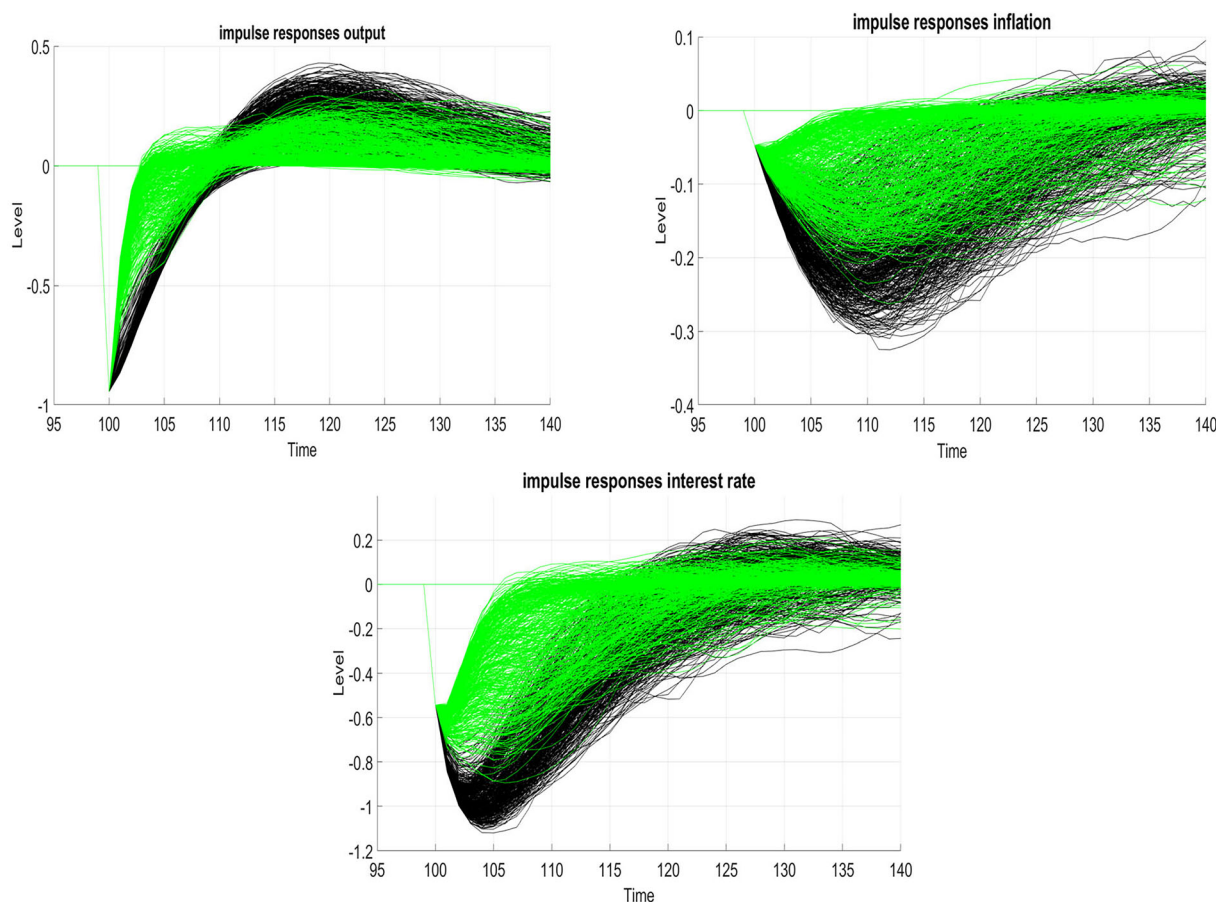 impulse responses output
0.5
0
-0.5
-1
Level
95 100 105 110 115 120 125 130 135 140
Time
impulse responses inflation
0.1
0
-0.1
-0.2
-0.3
-0.4
Level
95 100 105 110 115 120 125 130 135 140
Time
impulse responses interest rate
0.2
0
-0.2
-0.4
-0.6
-0.8
-1
-1.2
Level
95 100 105 110 115 120 125 130 135 140
Time